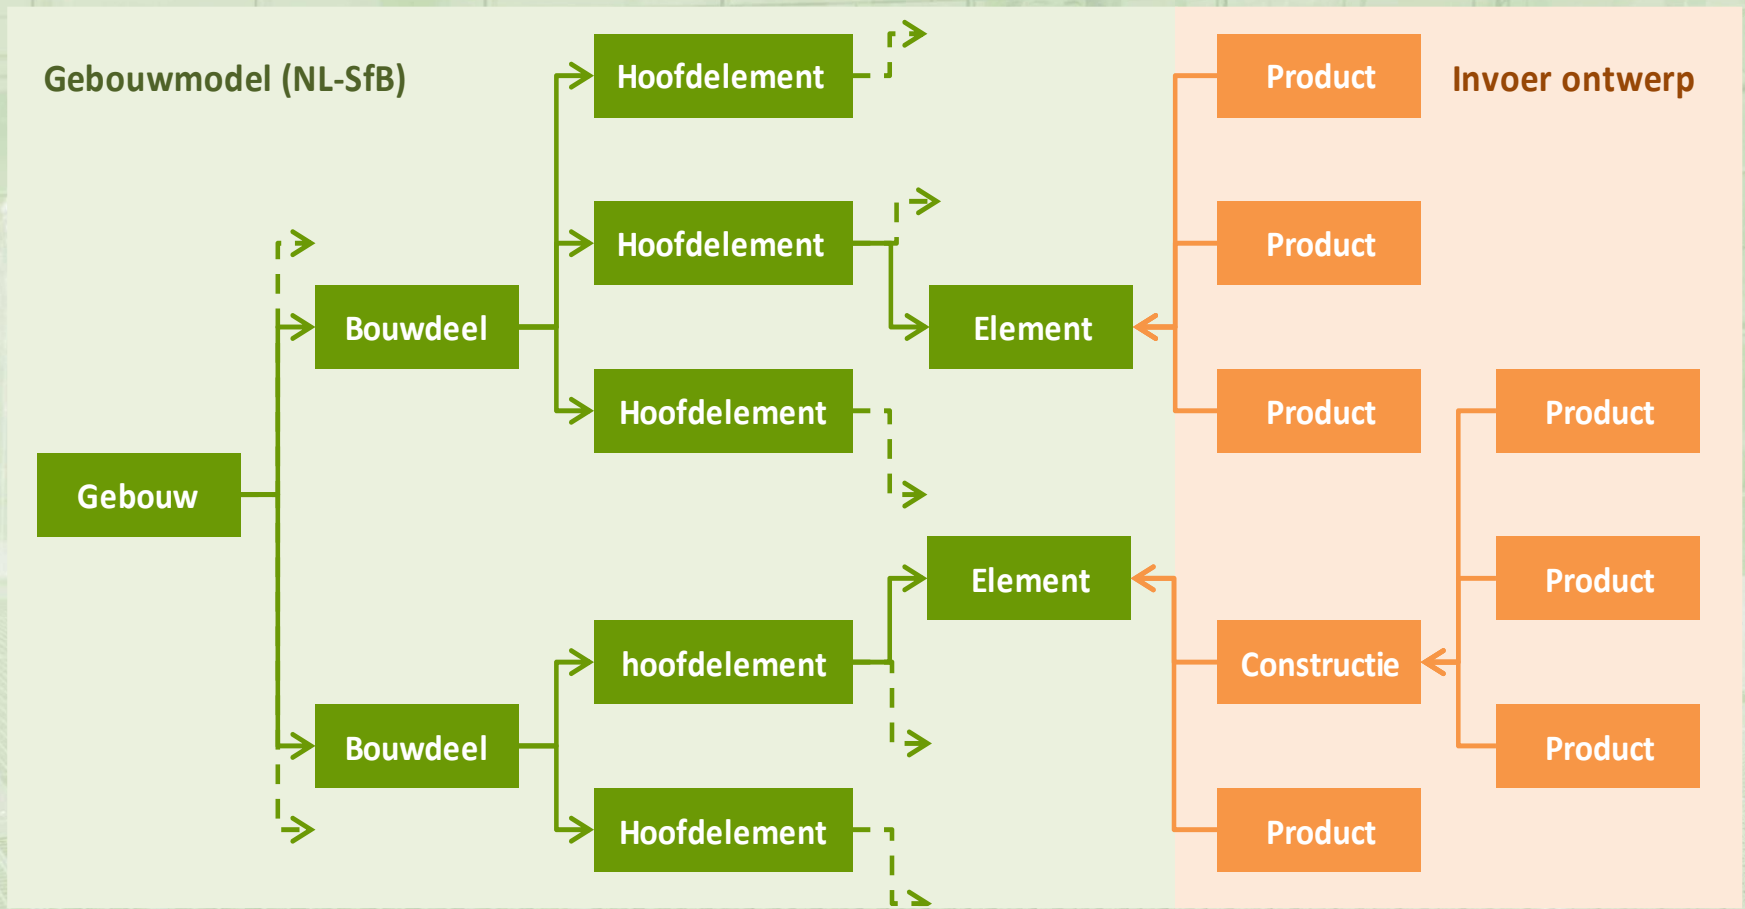 Gebouwmodel (NL-SfB)
Hoofdelement
Product
Invoer ontwerp
Hoofdelement
Product
Bouwdeel
Element
Hoofdelement
Product
Product
Gebouw
Element
Product
hoofdelement
Constructie
Bouwdeel
Product
Hoofdelement
Product